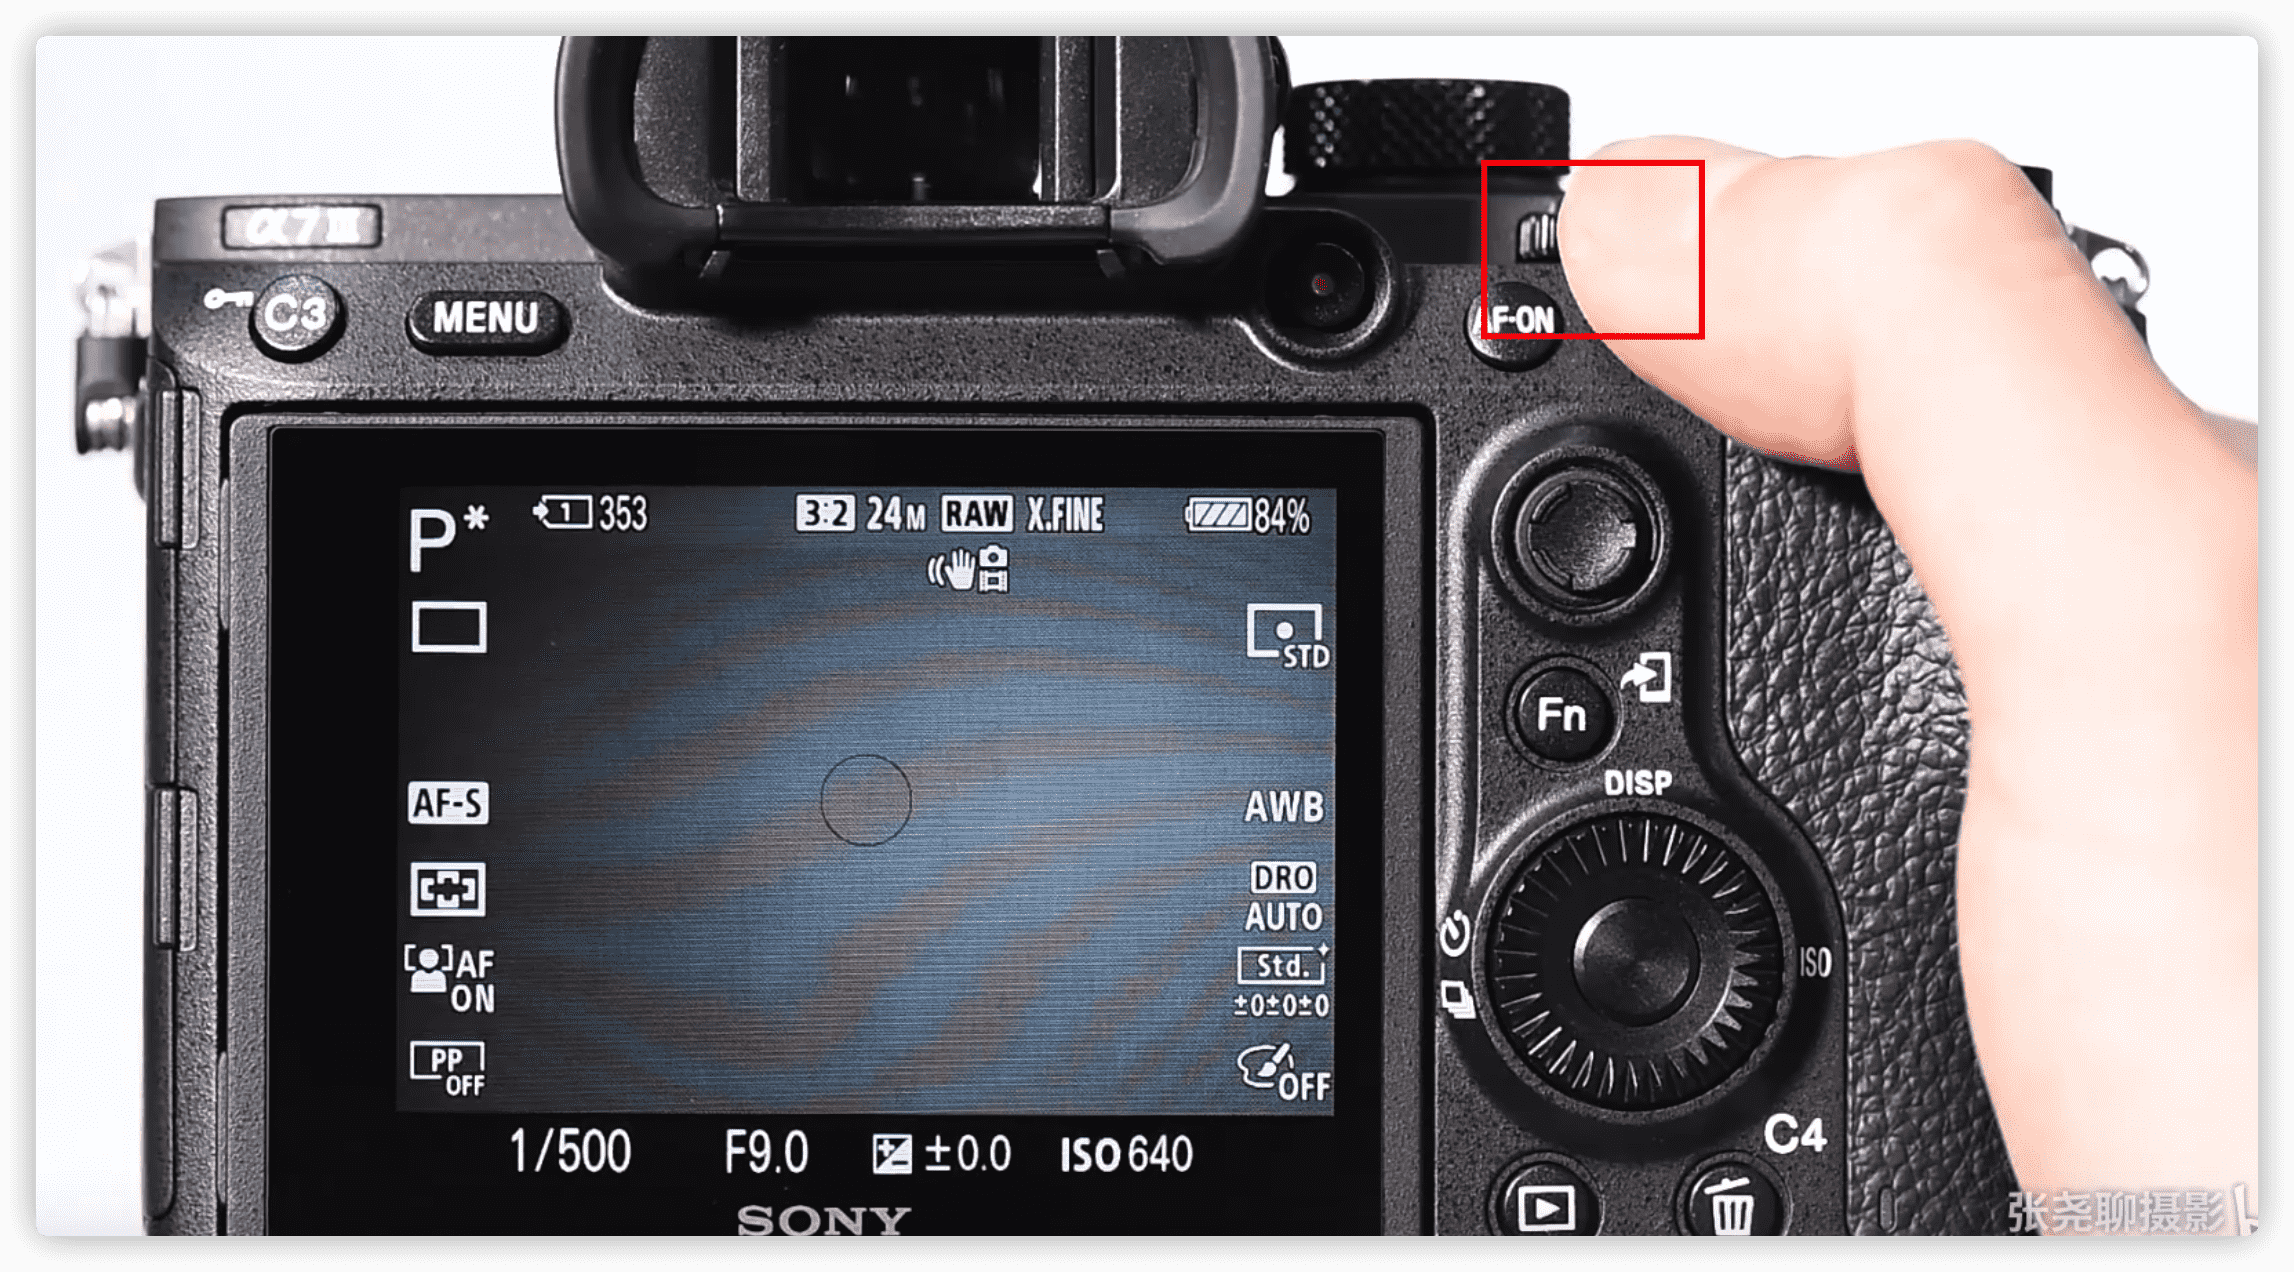 α7III
C3
MENU
AF-ON
P* 1 353 3:2 24M RAW X.FINE 84%
STD
Fn
DISP
AF-S
AWB
DRO
AUTO
AF
ON
Std.
±0±0±0
ISO
PP
OFF
OFF
1/500 F9.0 ±0.0 ISO 640
C4
SONY
张尧聊摄影